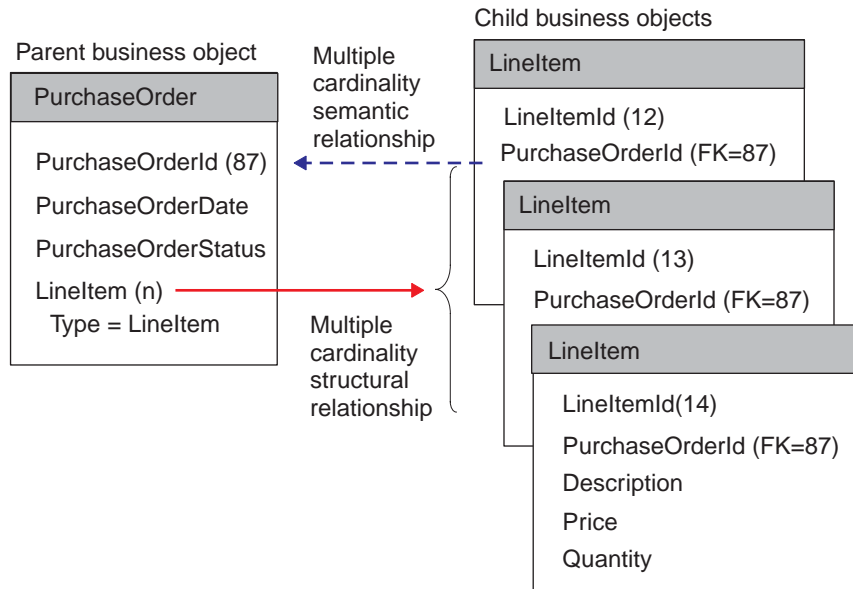 Parent business object
PurchaseOrder
PurchaseOrderId (87)
PurchaseOrderDate
PurchaseOrderStatus
LineItem (n)
Type = LineItem
Multiple
cardinality
semantic
relationship
Multiple
cardinality
structural
relationship
Child business objects
LineItem
LineItemId (12)
PurchaseOrderId (FK=87)
LineItem
LineItemId (13)
PurchaseOrderId (FK=87)
LineItem
LineItemId(14)
PurchaseOrderId (FK=87)
Description
Price
Quantity